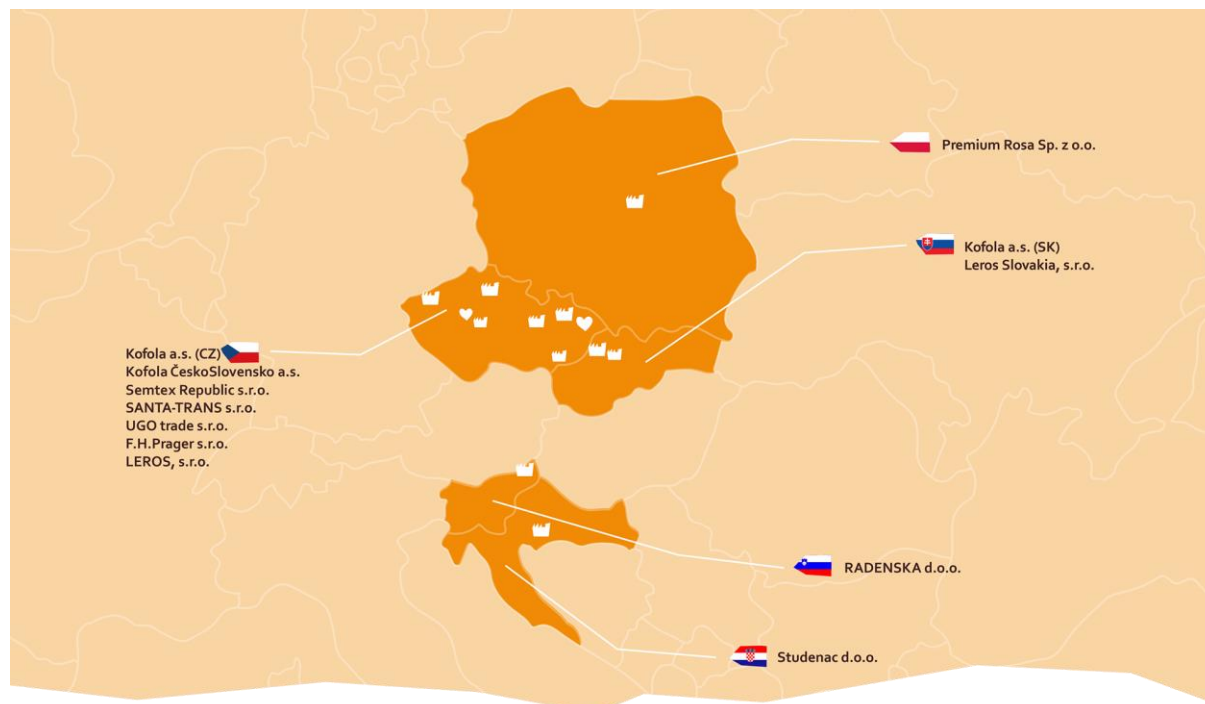 Premium Rosa Sp. z o.o.
Kofola a.s. (SK)
Leros Slovakia, s.r.o.
Kofola a.s. (CZ)
Kofola ČeskoSlovensko a.s.
Semtex Republic s.r.o.
SANTA-TRANS s.r.o.
UGO trade s.r.o.
F.H.Prager s.r.o.
LEROS, s.r.o.
RADENSKA d.o.o.
Studenac d.o.o.